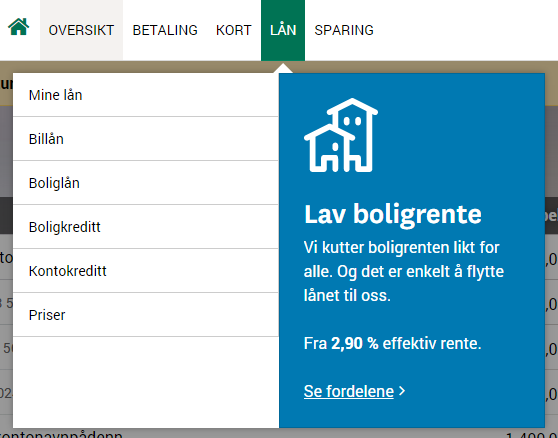 OVERSIKT BETALING KORT LÅN SPARING
Mine lån
Billån
Boliglån
Boligkreditt
Kontokreditt
Priser
Lav boligrente
Vi kutter boligrenten likt for
alle. Og det er enkelt å flytte
lånet til oss.
Fra 2,90 % effektiv rente.
Se fordelene